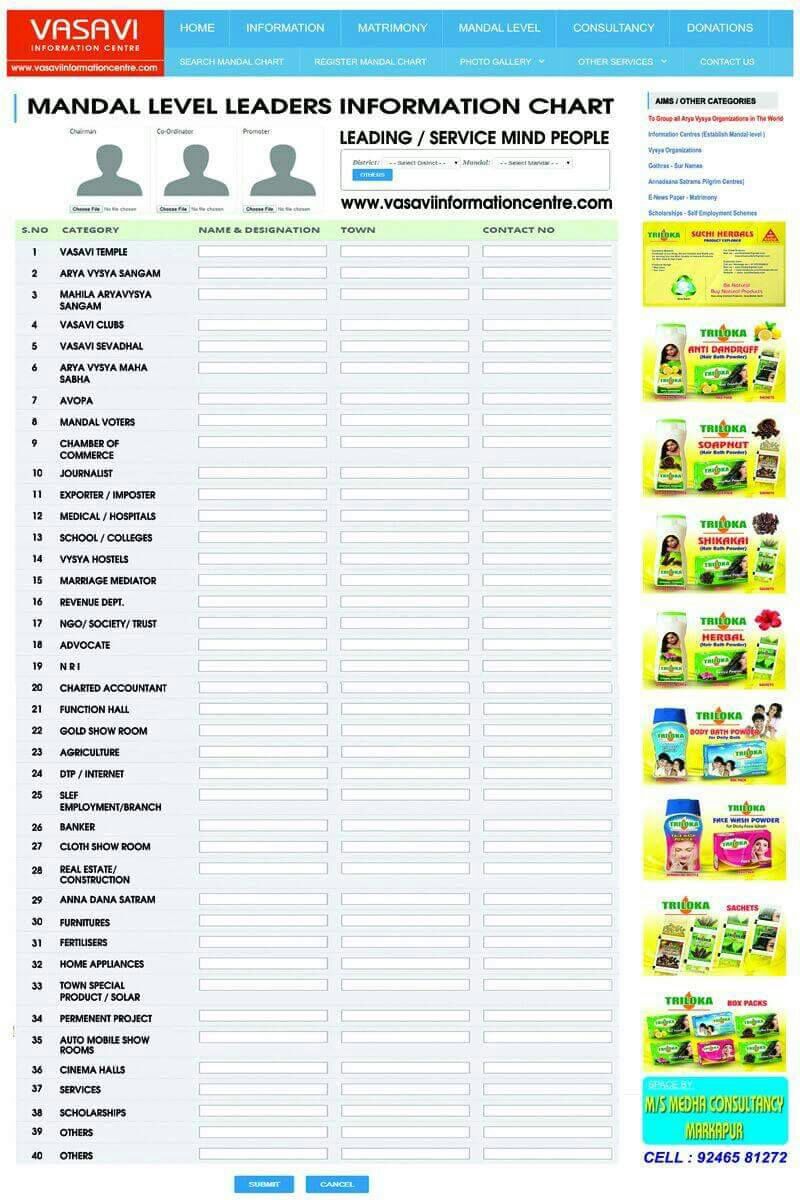 VASAVI
INFORMATION CENTRE
www.vasaviinformationcentre.com
HOME
INFORMATION
MATRIMONY
MANDAL LEVEL
CONSULTANCY
DONATIONS
SEARCH MANDAL CHART
REGISTER MANDAL CHART
PHOTO GALLERY
OTHER SERVICES
CONTACT US
MANDAL LEVEL LEADERS INFORMATION CHART
Chairman
Co-Ordinator
Promoter
Choose File No file chosen
Choose File No file chosen
Choose File No file chosen
LEADING / SERVICE MIND PEOPLE
District: - - Select District - - Mandal: - - Select Mandal - -
OTHERS
www.vasaviinformationcentre.com
S.NO CATEGORY NAME & DESIGNATION TOWN CONTACT NO
1 VASAVI TEMPLE
2 ARYA VYSYA SANGAM
3 MAHILA ARYAVYSYA
SANGAM
4 VASAVI CLUBS
5 VASAVI SEVADHAL
6 ARYA VYSYA MAHA
SABHA
7 AVOPA
8 MANDAL VOTERS
9 CHAMBER OF
COMMERCE
10 JOURNALIST
11 EXPORTER / IMPOSTER
12 MEDICAL / HOSPITALS
13 SCHOOL / COLLEGES
14 VYSYA HOSTELS
15 MARRIAGE MEDIATOR
16 REVENUE DEPT.
17 NGO/ SOCIETY/ TRUST
18 ADVOCATE
19 N R I
20 CHARTED ACCOUNTANT
21 FUNCTION HALL
22 GOLD SHOW ROOM
23 AGRICULTURE
24 DTP / INTERNET
25 SLEF
EMPLOYMENT/BRANCH
26 BANKER
27 CLOTH SHOW ROOM
28 REAL ESTATE/
CONSTRUCTION
29 ANNA DANA SATRAM
30 FURNITURES
31 FERTILISERS
32 HOME APPLIANCES
33 TOWN SPECIAL
PRODUCT / SOLAR
34 PERMENENT PROJECT
35 AUTO MOBILE SHOW
ROOMS
36 CINEMA HALLS
37 SERVICES
38 SCHOLARSHIPS
39 OTHERS
40 OTHERS
SUBMIT
CANCEL
AIMS / OTHER CATEGORIES
To Group all Arya Vysya Organizations in The World
Information Centres (Establish Mandal level )
Vysya Organizations
Gothras - Sur Names
Annadsana Satrams Pilgrim Centres)
E-News Paper - Matrimony
Scholarships - Self Employment Schemes
TRILOKA SUCHI HERBALS
PRODUCT EXPLORER
Be Natural
Buy Natural Products
TRILOKA
ANTI DANDRUFF
(Hair Bath Powder)
SACHETS
TRILOKA
SOAPNUT
(Hair Bath Powder)
SACHETS
TRILOKA
SHIKAKAI
(Hair Bath Powder)
SACHETS
TRILOKA
HERBAL
(Hair Bath Powder)
SACHETS
TRILOKA
BODY BATH POWDER
for Daily Bath
TRILOKA
FACE WASH POWDER
for Daily Face Wash
TRILOKA SACHETS
TRILOKA BOX PACKS
SPACE BY:
M/S MEDHA CONSULTANCY
MARKAPUR
CELL : 92465 81272